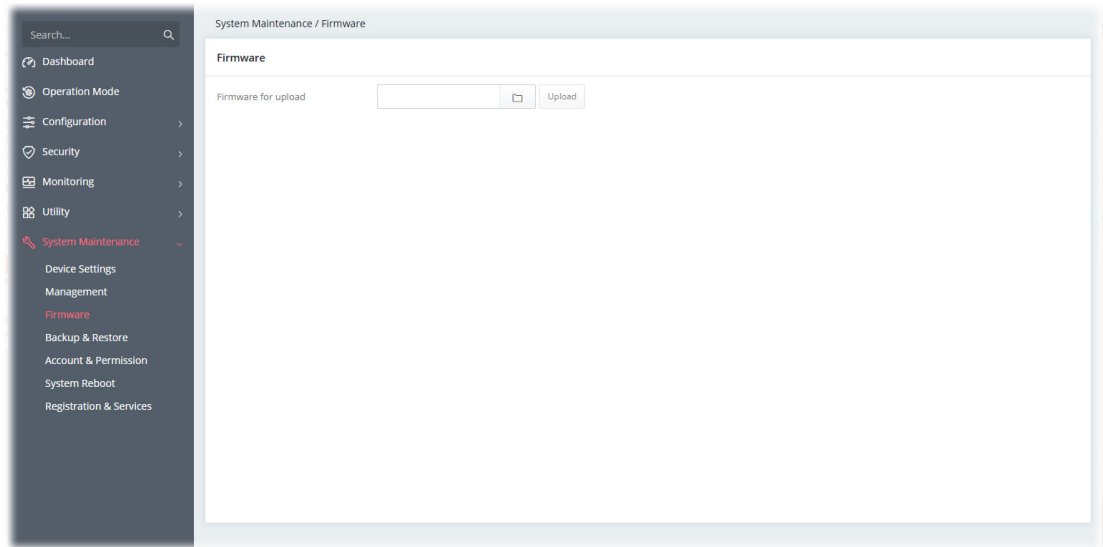 Search...
Dashboard
Operation Mode
Configuration
Security
Monitoring
Utility
System Maintenance
Device Settings
Management
Firmware
Backup & Restore
Account & Permission
System Reboot
Registration & Services
System Maintenance / Firmware
Firmware
Firmware for upload Upload